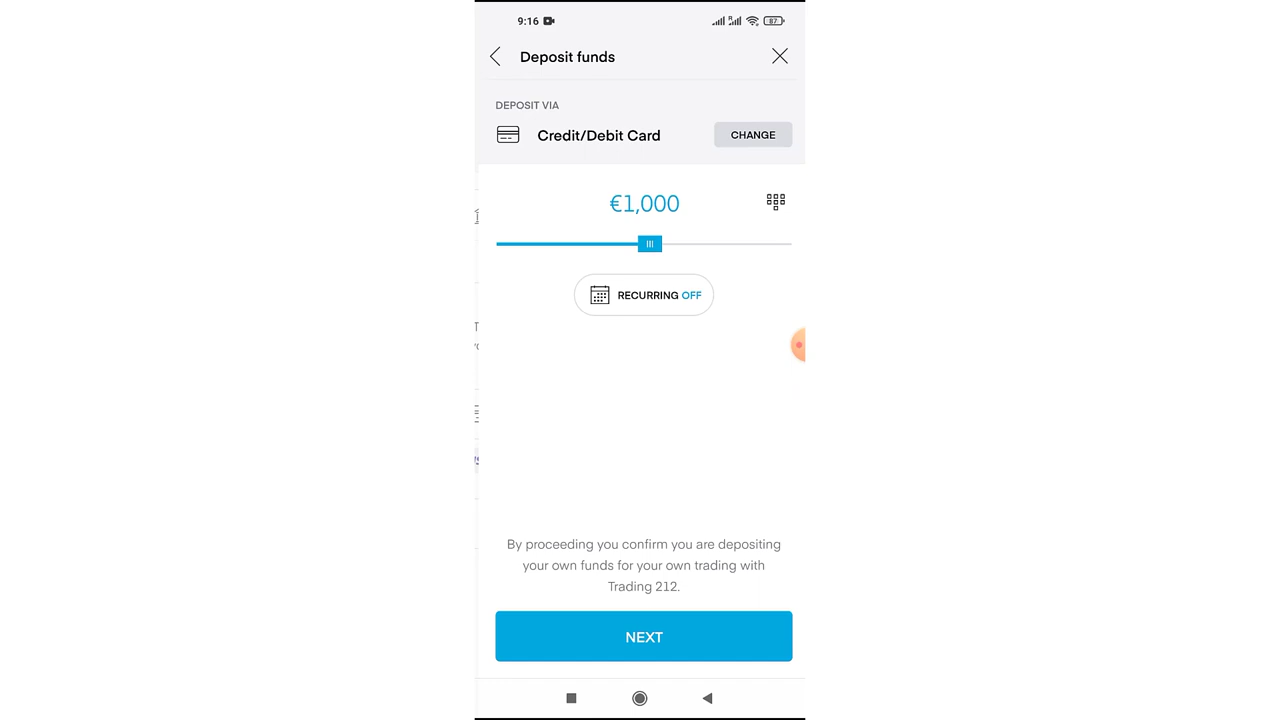 9:16
87
Deposit funds
DEPOSIT VIA
Credit/Debit Card
CHANGE
€1,000
RECURRING OFF
By proceeding you confirm you are depositing
your own funds for your own trading with
Trading 212.
NEXT